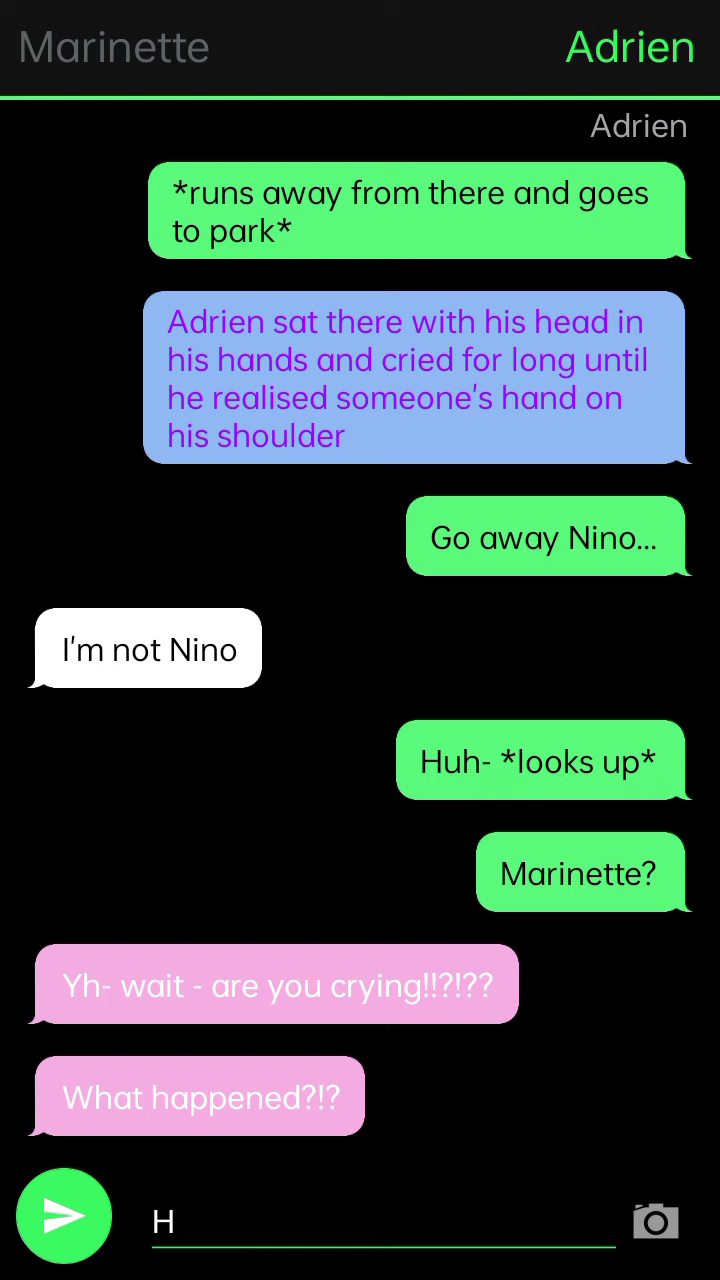 Marinette
Adrien
Adrien
*runs away from there and goes
to park*
Adrien sat there with his head in
his hands and cried for long until
he realised someone's hand on
his shoulder
Go away Nino...
I'm not Nino
Huh- *looks up*
Marinette?
Yh- wait - are you crying!!?!??
What happened?!?
H